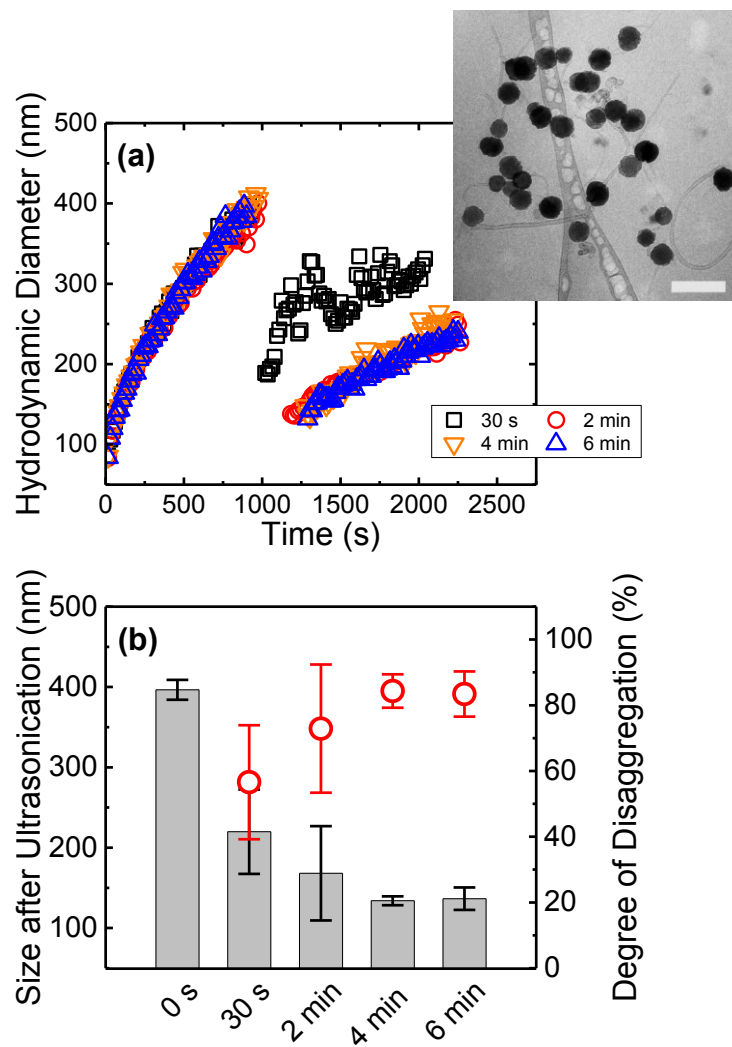 (a)
Hydrodynamic Diameter (nm)
500
400
300
200
100
0 500 1000 1500 2000 2500
Time (s)
30 s 2 min
4 min 6 min
(b)
Size after Ultrasonication (nm)
500
400
300
200
100
Degree of Disaggregation (%)
100
80
60
40
20
0
0 s
30 s
2 min
4 min
6 min